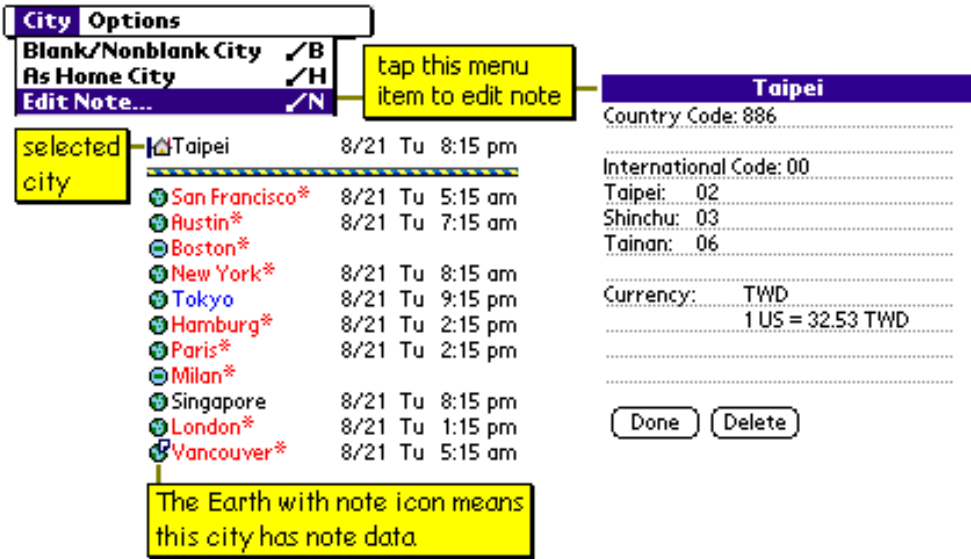 City Options
Blank/Nonblank City /B
As Home City /H
Edit Note... /N
tap this menu
item to edit note
selected
city
Taipei 8/21 Tu 8:15 pm
San Francisco* 8/21 Tu 5:15 am
Austin* 8/21 Tu 7:15 am
Boston*
New York* 8/21 Tu 8:15 am
Tokyo 8/21 Tu 9:15 pm
Hamburg* 8/21 Tu 2:15 pm
Paris* 8/21 Tu 2:15 pm
Milan*
Singapore 8/21 Tu 8:15 pm
London* 8/21 Tu 1:15 pm
Vancouver* 8/21 Tu 5:15 am
The Earth with note icon means
this city has note data
Taipei
Country Code: 886
International Code: 00
Taipei: 02
Shinchu: 03
Tainan: 06
Currency: TWD
1 US = 32.53 TWD
Done Delete